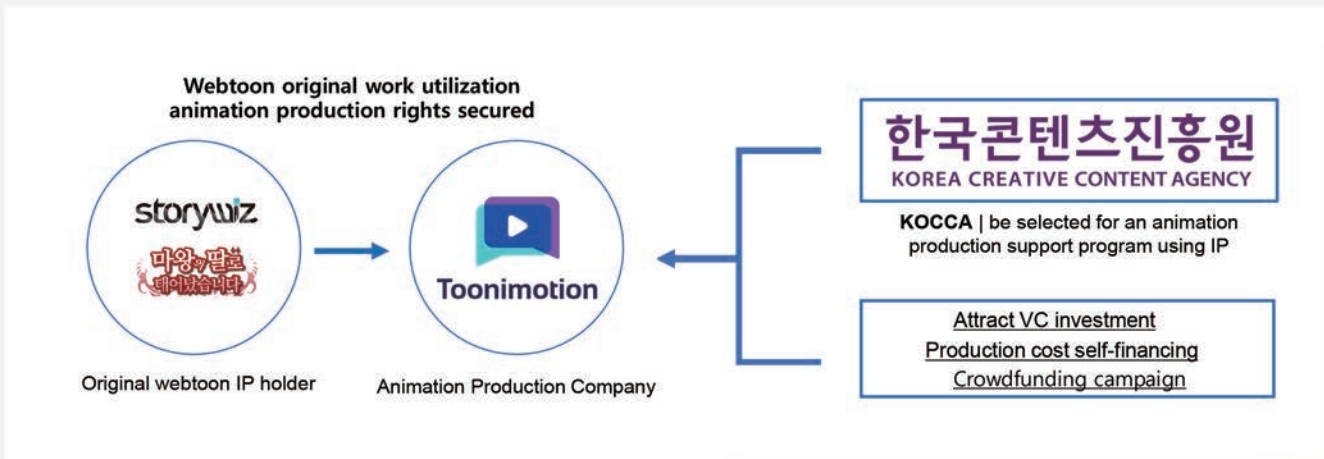 Webtoon original work utilization
animation production rights secured
storywiz
마왕의 딸로
태어났습니다
Original webtoon IP holder
Toonimotion
Animation Production Company
한국콘텐츠진흥원
KOREA CREATIVE CONTENT AGENCY
KOCCA | be selected for an animation
production support program using IP
Attract VC investment
Production cost self-financing
Crowdfunding campaign